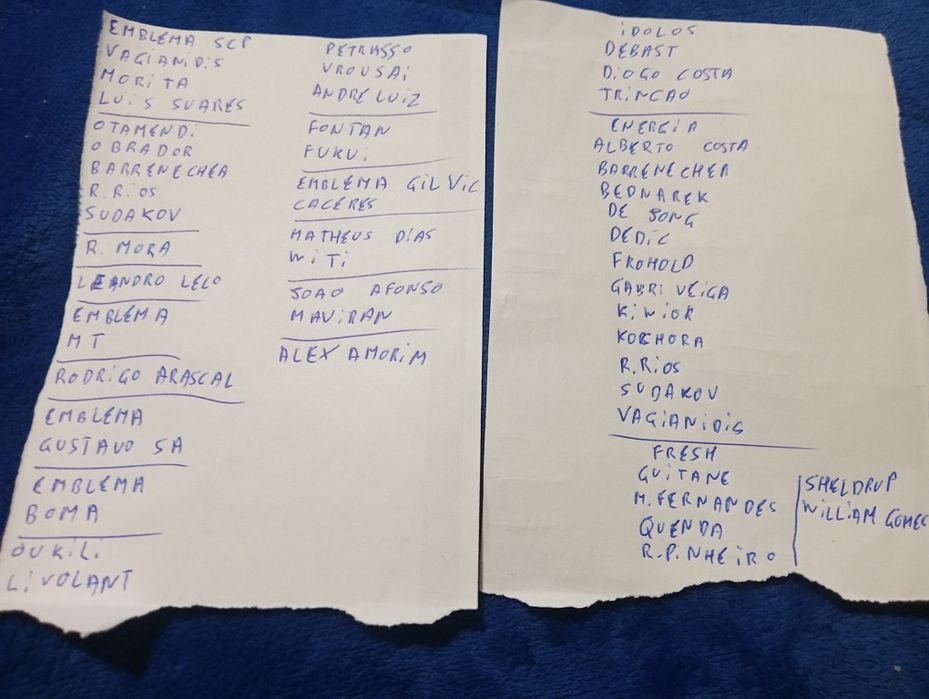 EMBLEMA SCP
VAGIANIDIS
MORITA
LUIS SUARES
OTAMENDI
OBRADOR
BARRENECHEA
R. RIOS
SUDAKOV
R. MORA
LEANDRO LELO
EMBLEMA
MT
RODRIGO ARASCAL
EMBLEMA
GUSTAVO SA
EMBLEMA
BOMA
OUKILI
LIVOLANT
PETRASSO
VROUSAI
ANDRE LUIZ
FONTAN
FUKUI
EMBLEMA GIL VIC
CACERES
MATHEUS DIAS
WITI
JOAO AFONSO
MAVIRAN
ALEX AMORIM
IDOLOS
DEBAST
DIOGO COSTA
TRINCAO
ENERGIA
ALBERTO COSTA
BARRENECHEA
BEDNAREK
DE JONG
DEDIC
FROHOLD
GABRI VEIGA
KIWIOR
KOCHORA
R.RIOS
SUDAKOV
VAGIANIDIS
FRESH
GUITANE
M.FERNANDES
QUENDA
R.PINHEIRO
SHELDRUP
WILLIAM GOMES